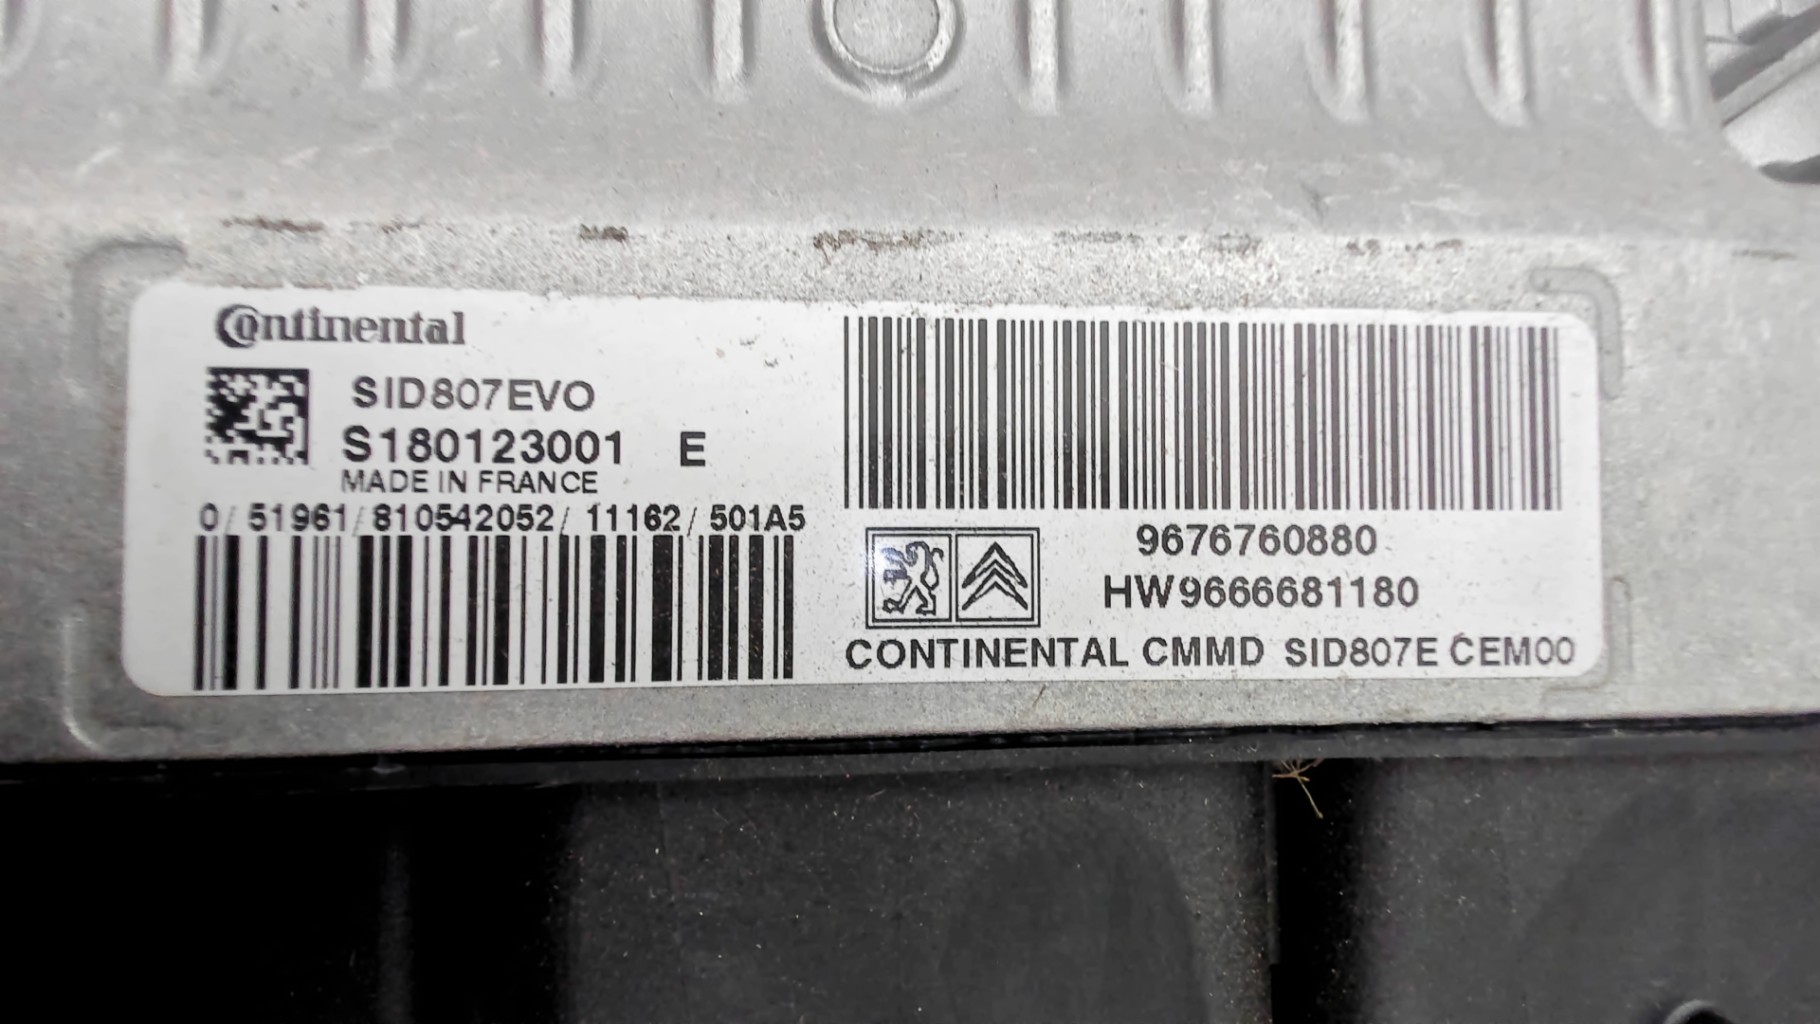 Continental
SID807EVO
S180123001 E
MADE IN FRANCE
0/ 51961/810542052/ 11162/ 501A5
9676760880
HW9666681180
CONTINENTAL CMMD SID807E CEM00